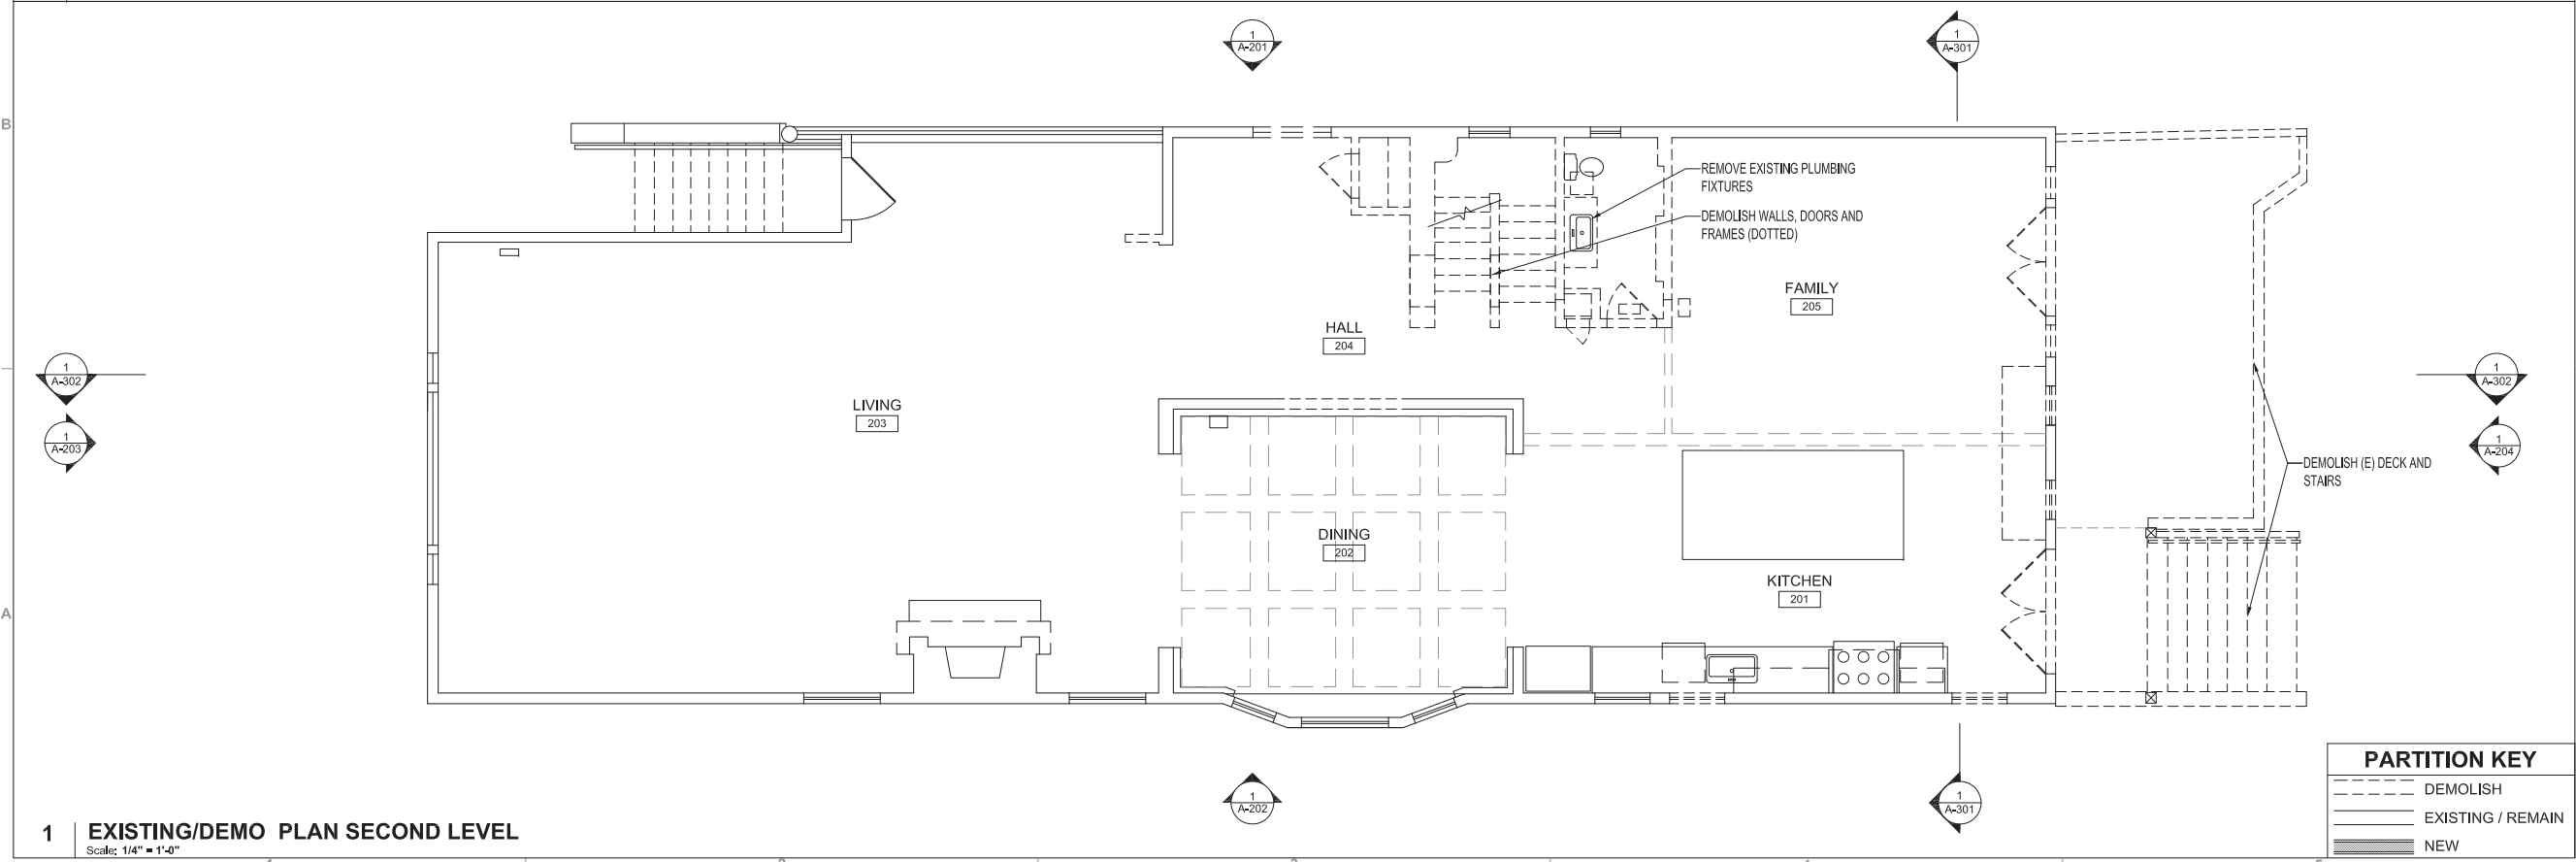 1
A-201
1
A-301
B
REMOVE EXISTING PLUMBING
FIXTURES
DEMOLISH WALLS, DOORS AND
FRAMES (DOTTED)
FAMILY
205
HALL
204
1
A-302
1
A-302
LIVING
203
1
A-203
1
A-204
DEMOLISH (E) DECK AND
STAIRS
DINING
202
KITCHEN
201
A
1
A-202
1
A-301
PARTITION KEY
DEMOLISH
EXISTING / REMAIN
NEW
1
EXISTING/DEMO PLAN SECOND LEVEL
Scale: 1/4" = 1'-0"